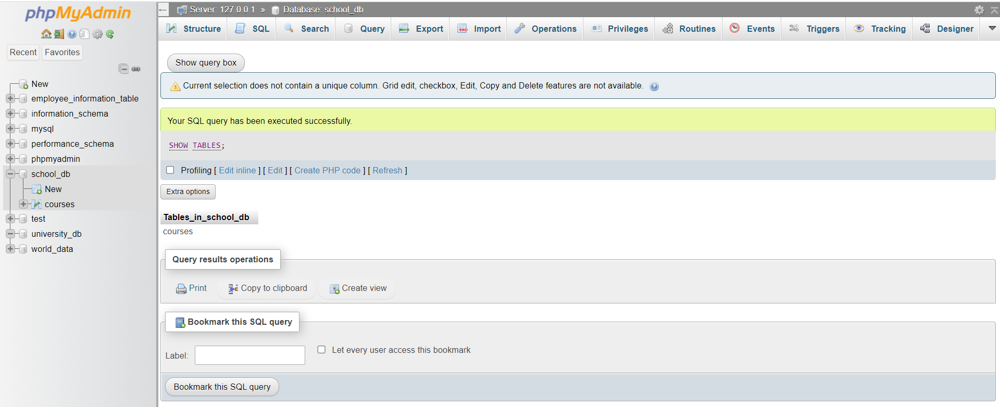 phpMyAdmin
Recent Favorites
New
employee_information_table
information_schema
mysql
performance_schema
phpmyadmin
school_db
New
courses
test
university_db
world_data
Server: 127.0.0.1 » Database: school_db
Structure SQL Search Query Export Import Operations Privileges Routines Events Triggers Tracking Designer
Show query box
Current selection does not contain a unique column. Grid edit, checkbox, Edit, Copy and Delete features are not available.
Your SQL query has been executed successfully.
SHOW TABLES;
Profiling [ Edit inline ] [ Edit ] [ Create PHP code ] [ Refresh ]
Extra options
Tables_in_school_db
courses
Query results operations
Print Copy to clipboard Create view
Bookmark this SQL query
Label: Let every user access this bookmark
Bookmark this SQL query